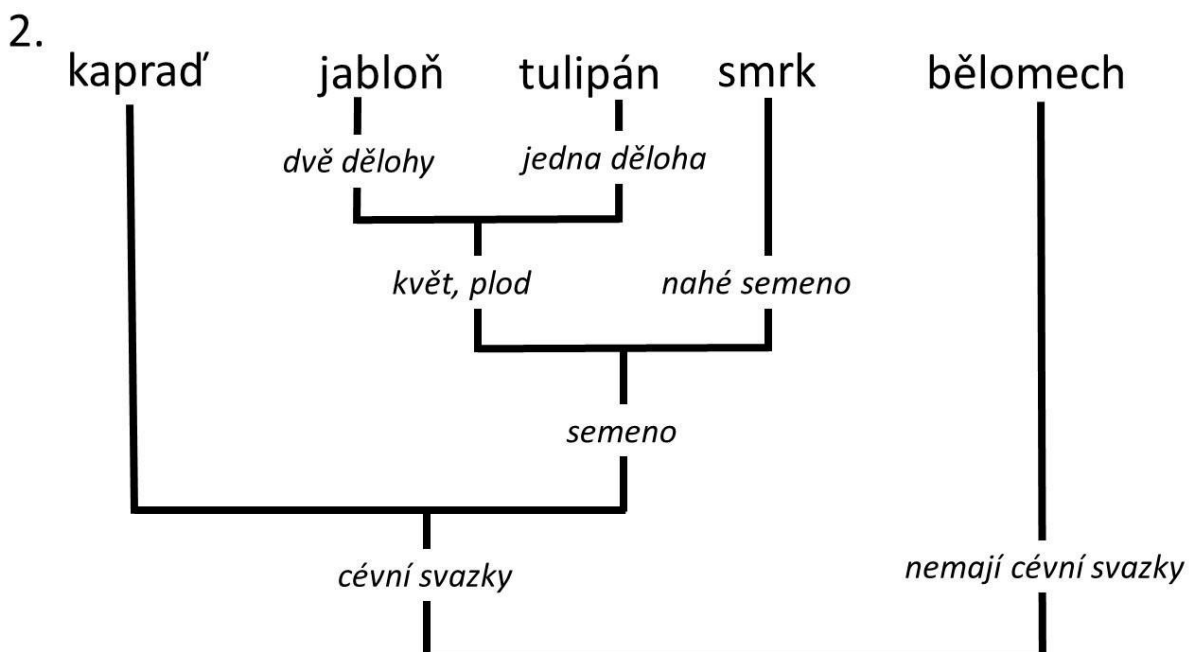 2.
kapraď jabloň tulipán smrk bělomech
dvě dělohy jedna děloha
květ, plod nahé semeno
semeno
cévní svazky nemají cévní svazky